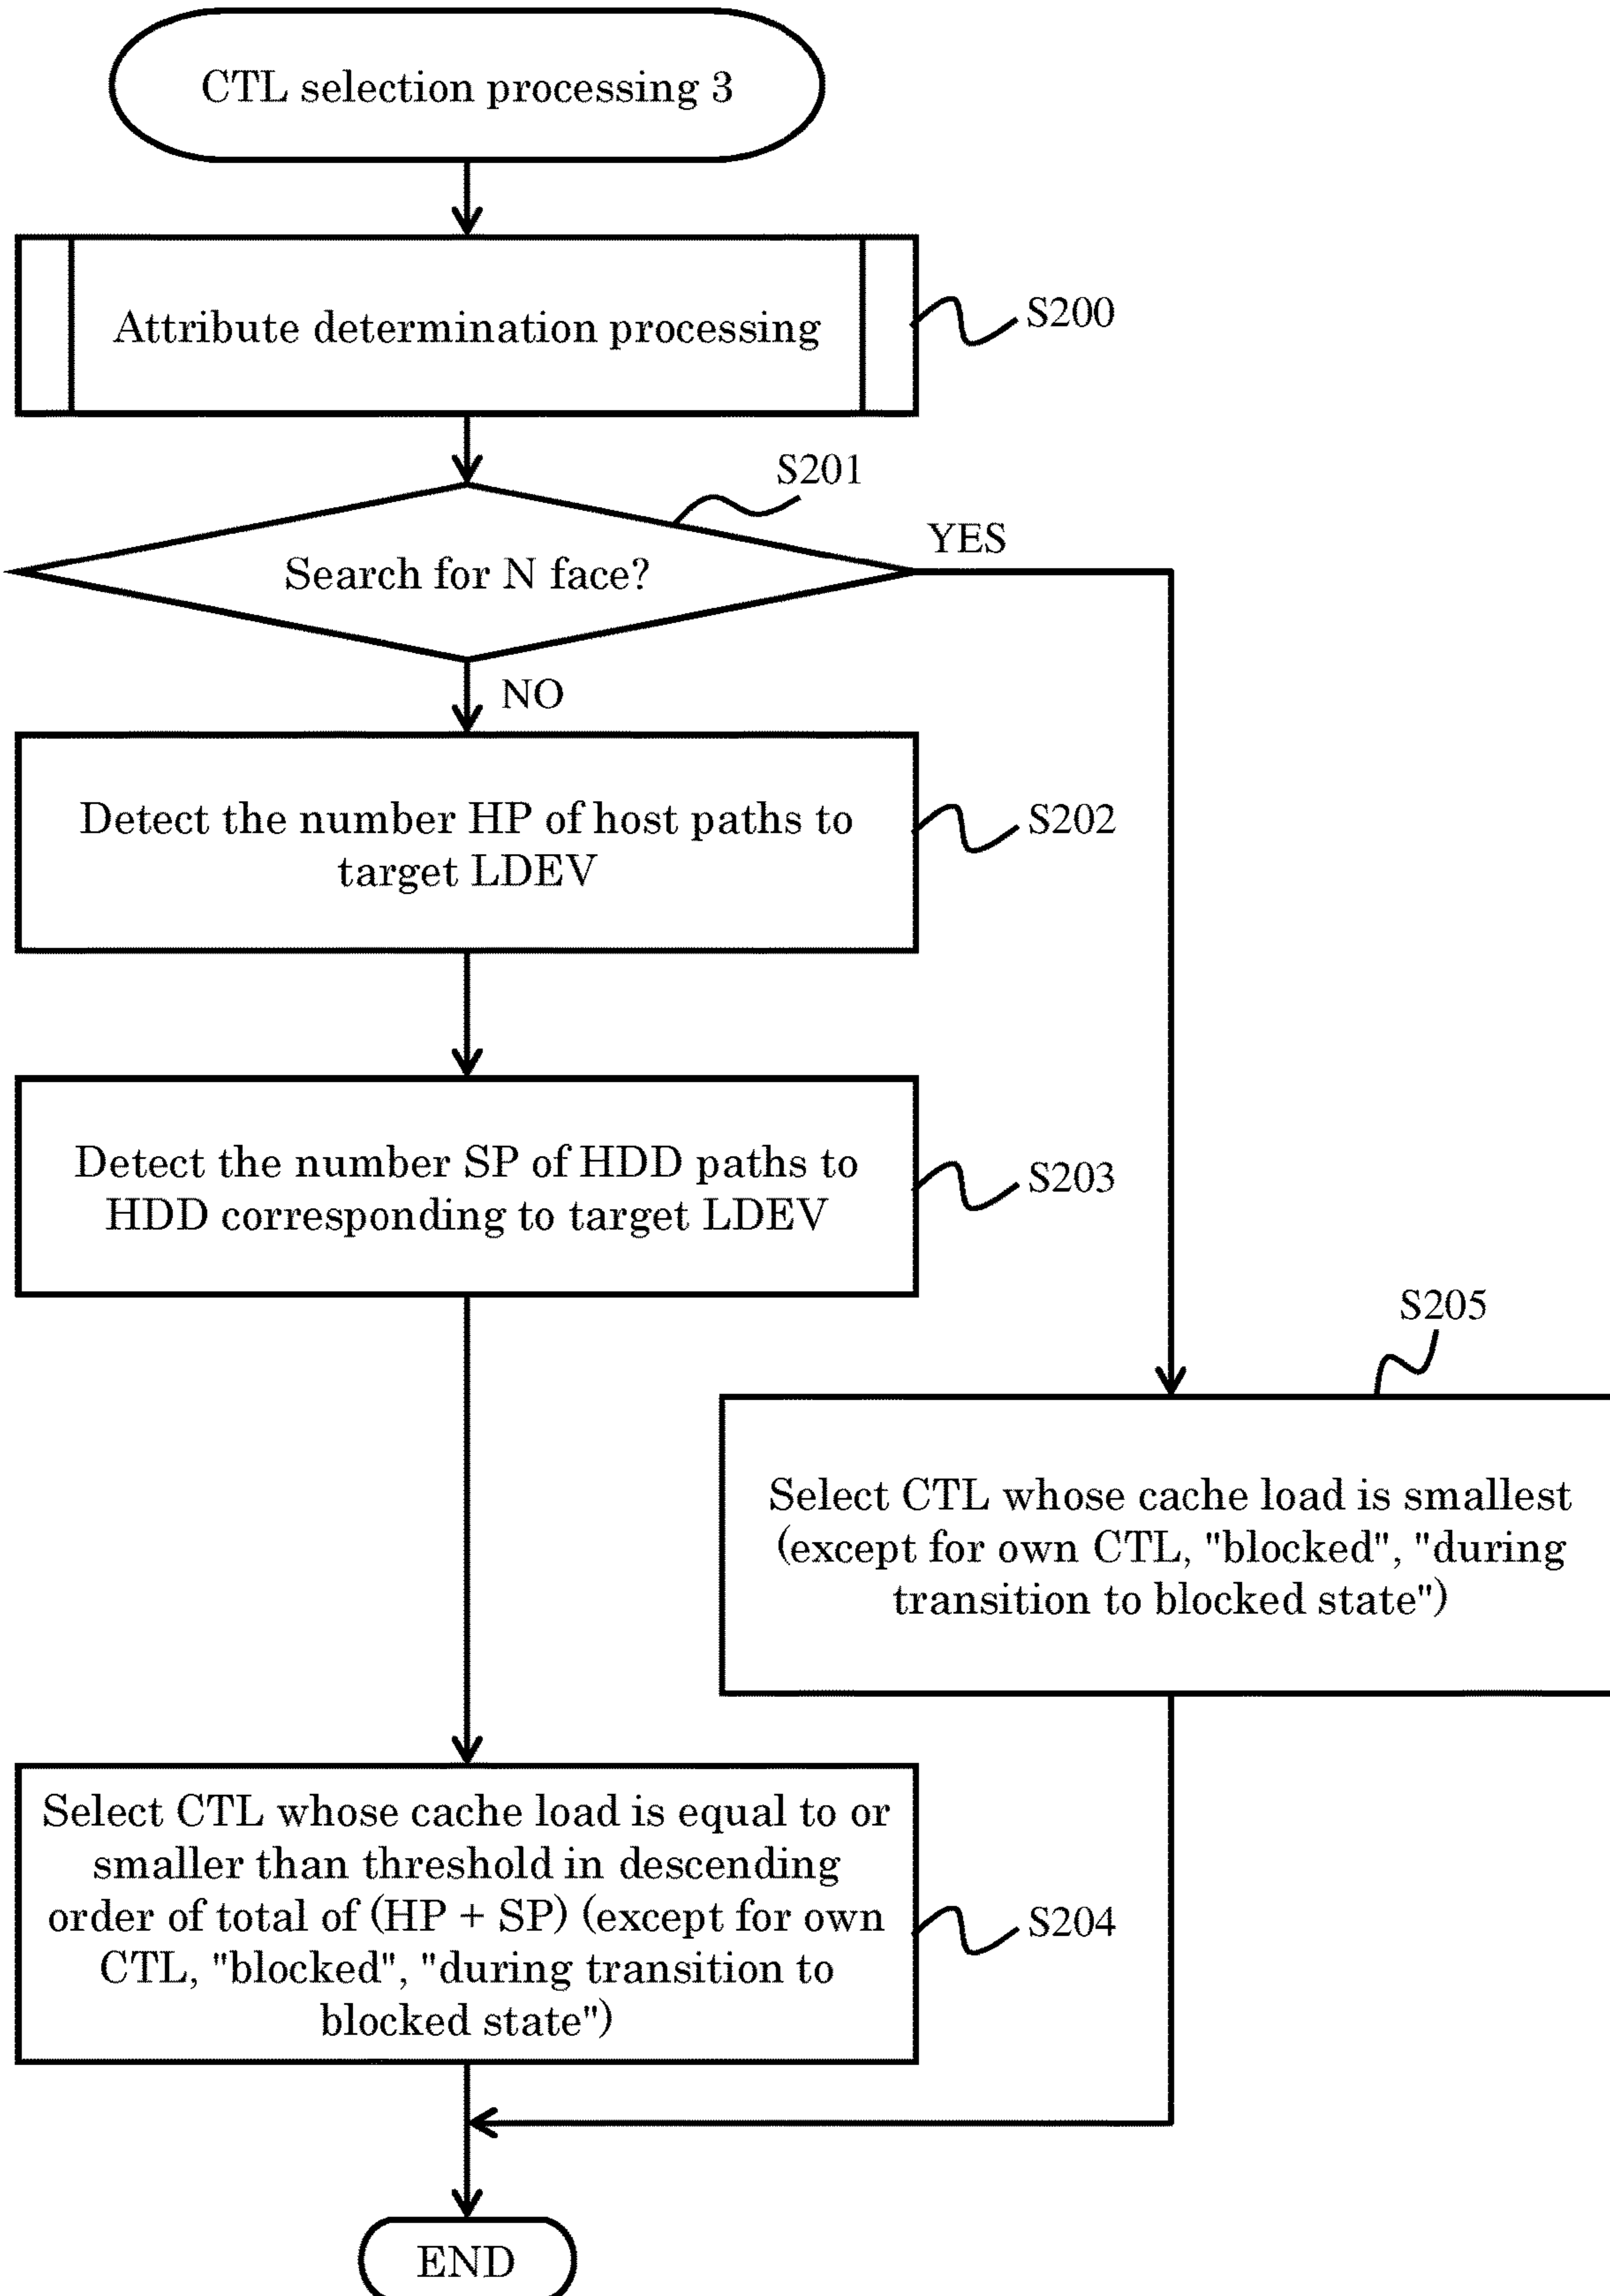 CTL selection processing 3
Attribute determination processing
S200
S201
Search for N face?
YES
NO
Detect the number HP of host paths to
target LDEV
S202
Detect the number SP of HDD paths to
HDD corresponding to target LDEV
S203
S205
Select CTL whose cache load is smallest
(except for own CTL, "blocked", "during
transition to blocked state")
Select CTL whose cache load is equal to or
smaller than threshold in descending
order of total of (HP + SP) (except for own
CTL, "blocked", "during transition to
blocked state")
S204
END